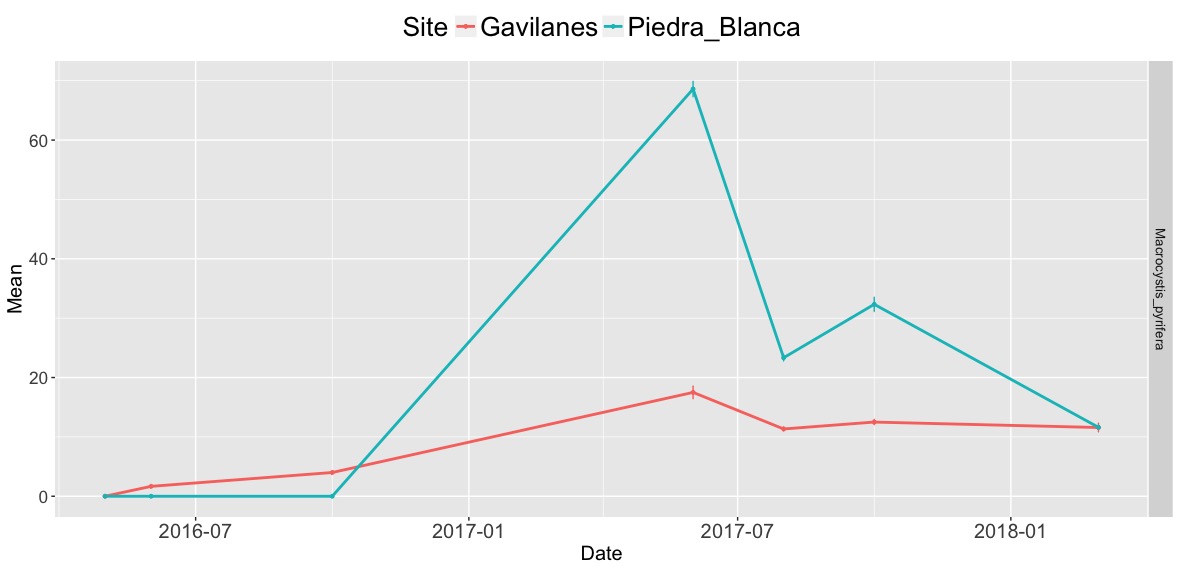 Site Gavilanes Piedra_Blanca
60
40
20
0
Mean
Macrocystis_pyrifera
2016-07 2017-01 2017-07 2018-01
Date